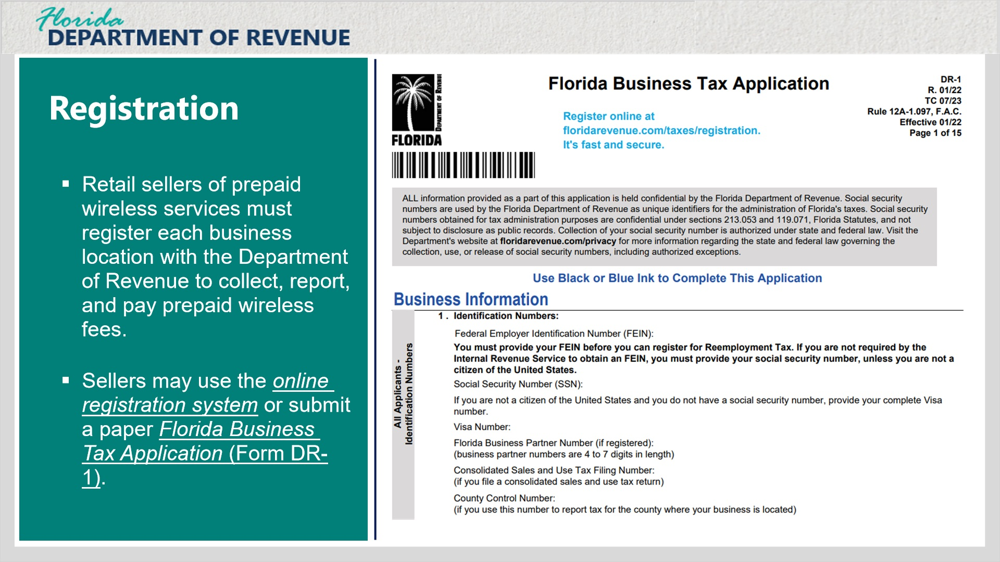 Florida
DEPARTMENT OF REVENUE
Registration
▪ Retail sellers of prepaid
wireless services must
register each business
location with the Department
of Revenue to collect, report,
and pay prepaid wireless
fees.
▪ Sellers may use the online
registration system or submit
a paper Florida Business
Tax Application (Form DR-
1).
DEPARTMENT OF REVENUE
FLORIDA
Florida Business Tax Application
Register online at
floridarevenue.com/taxes/registration.
It's fast and secure.
DR-1
R. 01/22
TC 07/23
Rule 12A-1.097, F.A.C.
Effective 01/22
Page 1 of 15
ALL information provided as a part of this application is held confidential by the Florida Department of Revenue. Social security
numbers are used by the Florida Department of Revenue as unique identifiers for the administration of Florida's taxes. Social security
numbers obtained for tax administration purposes are confidential under sections 213.053 and 119.071, Florida Statutes, and not
subject to disclosure as public records. Collection of your social security number is authorized under state and federal law. Visit the
Department's website at floridarevenue.com/privacy for more information regarding the state and federal law governing the
collection, use, or release of social security numbers, including authorized exceptions.
Use Black or Blue Ink to Complete This Application
Business Information
All Applicants -
Identification Numbers
1 . Identification Numbers:
Federal Employer Identification Number (FEIN):
You must provide your FEIN before you can register for Reemployment Tax. If you are not required by the
Internal Revenue Service to obtain an FEIN, you must provide your social security number, unless you are not a
citizen of the United States.
Social Security Number (SSN):
If you are not a citizen of the United States and you do not have a social security number, provide your complete Visa
number.
Visa Number:
Florida Business Partner Number (if registered):
(business partner numbers are 4 to 7 digits in length)
Consolidated Sales and Use Tax Filing Number:
(if you file a consolidated sales and use tax return)
County Control Number:
(if you use this number to report tax for the county where your business is located)